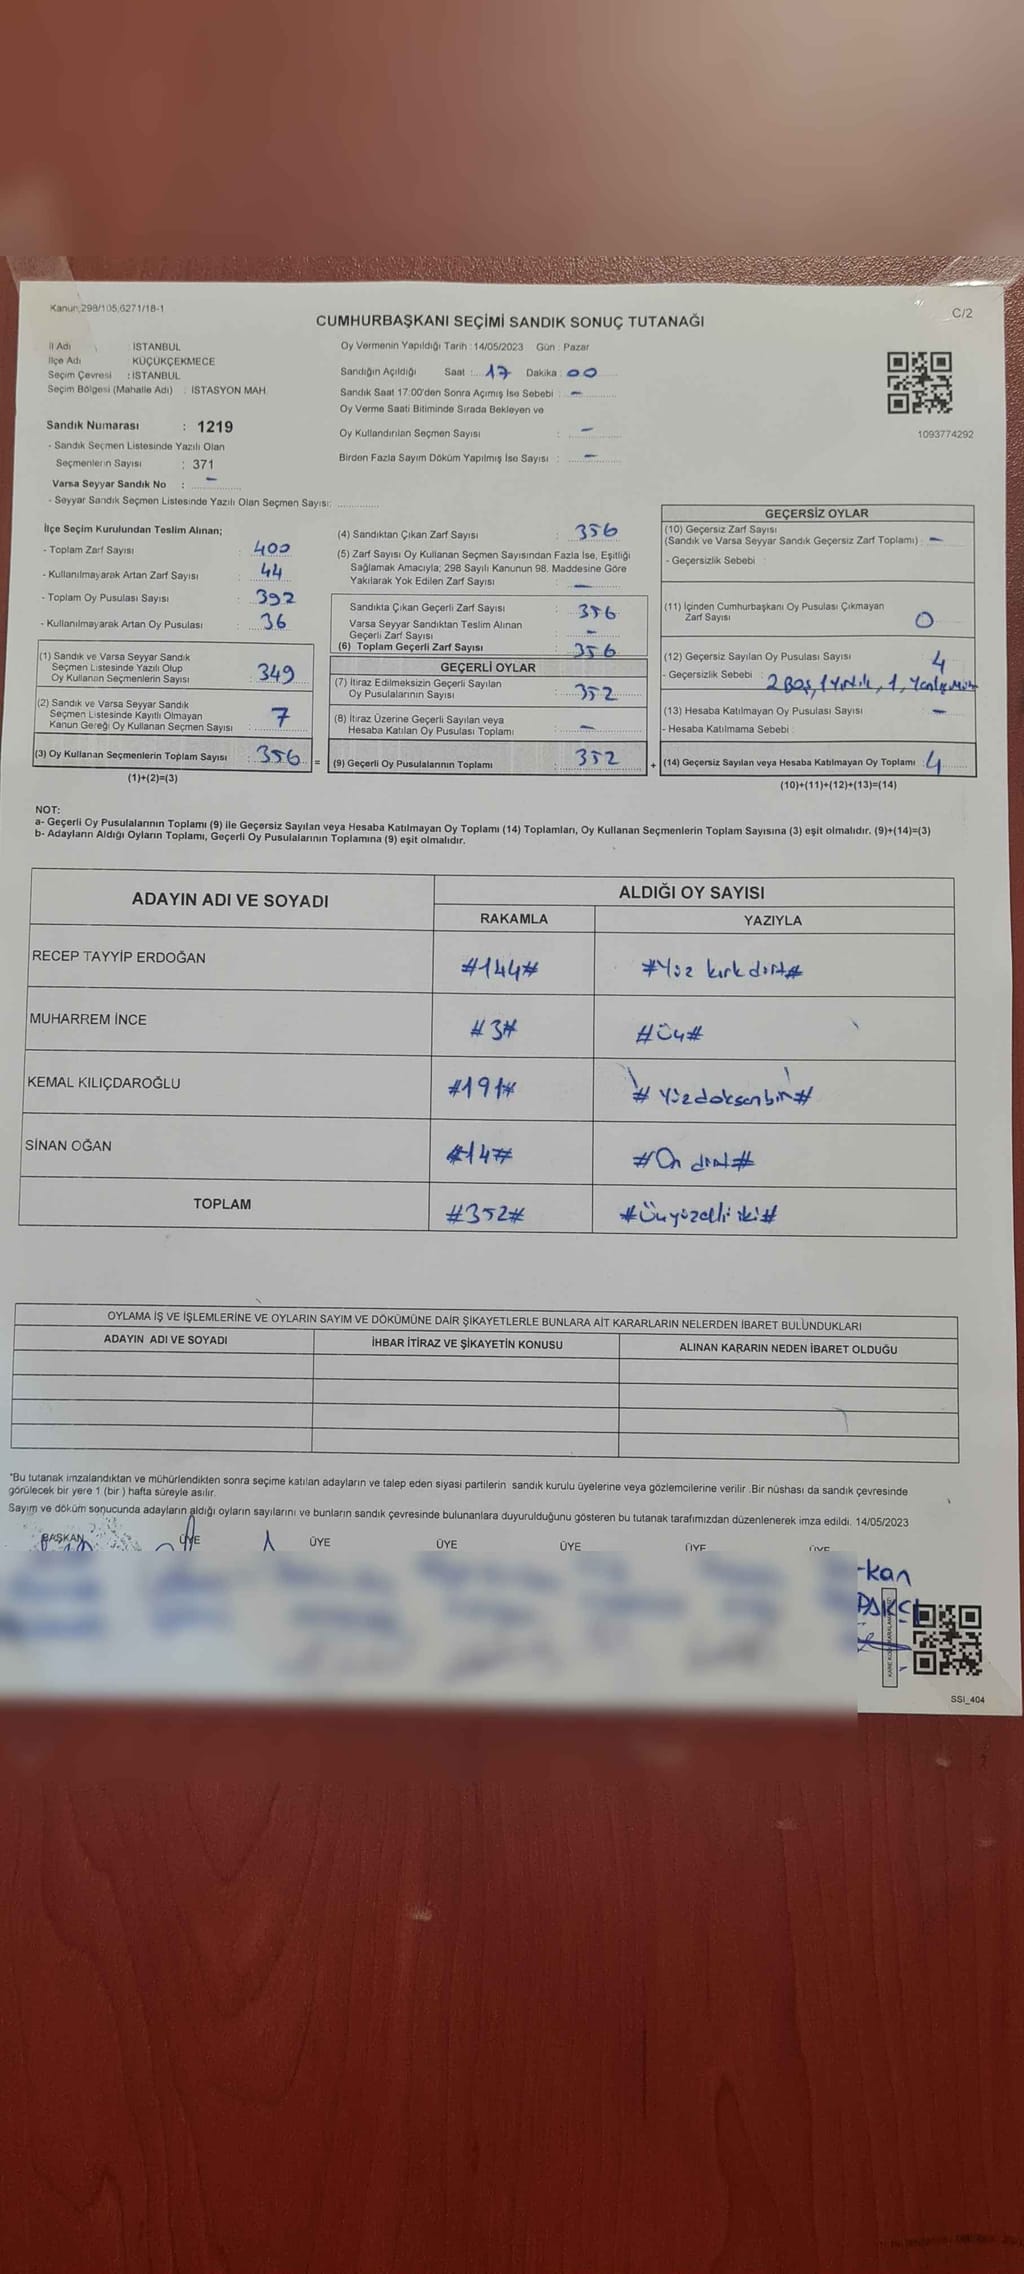 Kanun;298/105,6271/18-1
C/2
CUMHURBAŞKANI SEÇİMİ SANDIK SONUÇ TUTANAĞI
İl Adı : İSTANBUL
İlçe Adı : KÜÇÜKÇEKMECE
Seçim Çevresi : İSTANBUL
Seçim Bölgesi (Mahalle Adı) : İSTASYON MAH.
Oy Vermenin Yapıldığı Tarih : 14/05/2023 Gün : Pazar
Sandığın Açıldığı Saat : 17 Dakika : 00
Sandık Saat 17:00'den Sonra Açımış İse Sebebi : -
Oy Verme Saati Bitiminde Sırada Bekleyen ve
Oy Kullandırılan Seçmen Sayısı : -
Birden Fazla Sayım Döküm Yapılmış İse Sayısı : -
1093774292
Sandık Numarası : 1219
- Sandık Seçmen Listesinde Yazılı Olan
Seçmenlerin Sayısı : 371
Varsa Seyyar Sandık No : -
- Seyyar Sandık Seçmen Listesinde Yazılı Olan Seçmen Sayısı:
İlçe Seçim Kurulundan Teslim Alınan;
- Toplam Zarf Sayısı : 400
- Kullanılmayarak Artan Zarf Sayısı : 44
- Toplam Oy Pusulası Sayısı : 392
- Kullanılmayarak Artan Oy Pusulası : 36
(1) Sandık ve Varsa Seyyar Sandık
Seçmen Listesinde Yazılı Olup
Oy Kullanan Seçmenlerin Sayısı : 349
(2) Sandık ve Varsa Seyyar Sandık
Seçmen Listesinde Kayıtlı Olmayan
Kanun Gereği Oy Kullanan Seçmen Sayısı : 7
(3) Oy Kullanan Seçmenlerin Toplam Sayısı : 356 =
(1)+(2)=(3)
(4) Sandıktan Çıkan Zarf Sayısı : 356
(5) Zarf Sayısı Oy Kullanan Seçmen Sayısından Fazla İse, Eşitliği
Sağlamak Amacıyla; 298 Sayılı Kanunun 98. Maddesine Göre
Yakılarak Yok Edilen Zarf Sayısı : -
Sandıkta Çıkan Geçerli Zarf Sayısı : 356
Varsa Seyyar Sandıktan Teslim Alınan
Geçerli Zarf Sayısı : -
(6) Toplam Geçerli Zarf Sayısı : 356
GEÇERLİ OYLAR
(7) İtiraz Edilmeksizin Geçerli Sayılan
Oy Pusulalarının Sayısı : 352
(8) İtiraz Üzerine Geçerli Sayılan veya
Hesaba Katılan Oy Pusulası Toplamı : -
(9) Geçerli Oy Pusulalarının Toplamı : 352 +
GEÇERSİZ OYLAR
(10) Geçersiz Zarf Sayısı
(Sandık ve Varsa Seyyar Sandık Geçersiz Zarf Toplamı) : -
- Geçersizlik Sebebi :
(11) İçinden Cumhurbaşkanı Oy Pusulası Çıkmayan
Zarf Sayısı : 0
(12) Geçersiz Sayılan Oy Pusulası Sayısı : 4
- Geçersizlik Sebebi : 2 Boş, 1 Yırtık, 1,
(13) Hesaba Katılmayan Oy Pusulası Sayısı : -
- Hesaba Katılmama Sebebi :
(14) Geçersiz Sayılan veya Hesaba Katılmayan Oy Toplamı : 4
(10)+(11)+(12)+(13)=(14)
NOT:
a- Geçerli Oy Pusulalarının Toplamı (9) ile Geçersiz Sayılan veya Hesaba Katılmayan Oy Toplamı (14) Toplamları, Oy Kullanan Seçmenlerin Toplam Sayısına (3) eşit olmalıdır. (9)+(14)=(3)
b- Adayların Aldığı Oyların Toplamı, Geçerli Oy Pusulalarının Toplamına (9) eşit olmalıdır.
ADAYIN ADI VE SOYADI ALDIĞI OY SAYISI
RAKAMLA YAZIYLA
RECEP TAYYİP ERDOĞAN #144# #Yüz kırk dört#
MUHARREM İNCE #3# #Üç#
KEMAL KILIÇDAROĞLU #191# #Yüzdoksanbir#
SİNAN OĞAN #14# #On dört#
TOPLAM #352# #Üçyüzelli iki#
OYLAMA İŞ VE İŞLEMLERİNE VE OYLARIN SAYIM VE DÖKÜMÜNE DAİR ŞİKAYETLERLE BUNLARA AİT KARARLARIN NELERDEN İBARET BULUNDUKLARI
ADAYIN ADI VE SOYADI İHBAR İTİRAZ VE ŞİKAYETİN KONUSU ALINAN KARARIN NEDEN İBARET OLDUĞU
"Bu tutanak imzalandıktan ve mühürlendikten sonra seçime katılan adayların ve talep eden siyasi partilerin sandık kurulu üyelerine veya gözlemcilerine verilir .Bir nüshası da sandık çevresinde
görülecek bir yere 1 (bir ) hafta süreyle asılır.
Sayım ve döküm sonucunda adayların aldığı oyların sayılarını ve bunların sandık çevresinde bulunanlara duyurulduğunu gösteren bu tutanak tarafımızdan düzenlenerek imza edildi. 14/05/2023
BAŞKAN ÜYE ÜYE ÜYE ÜYE ÜYE ÜYE
SSI_404